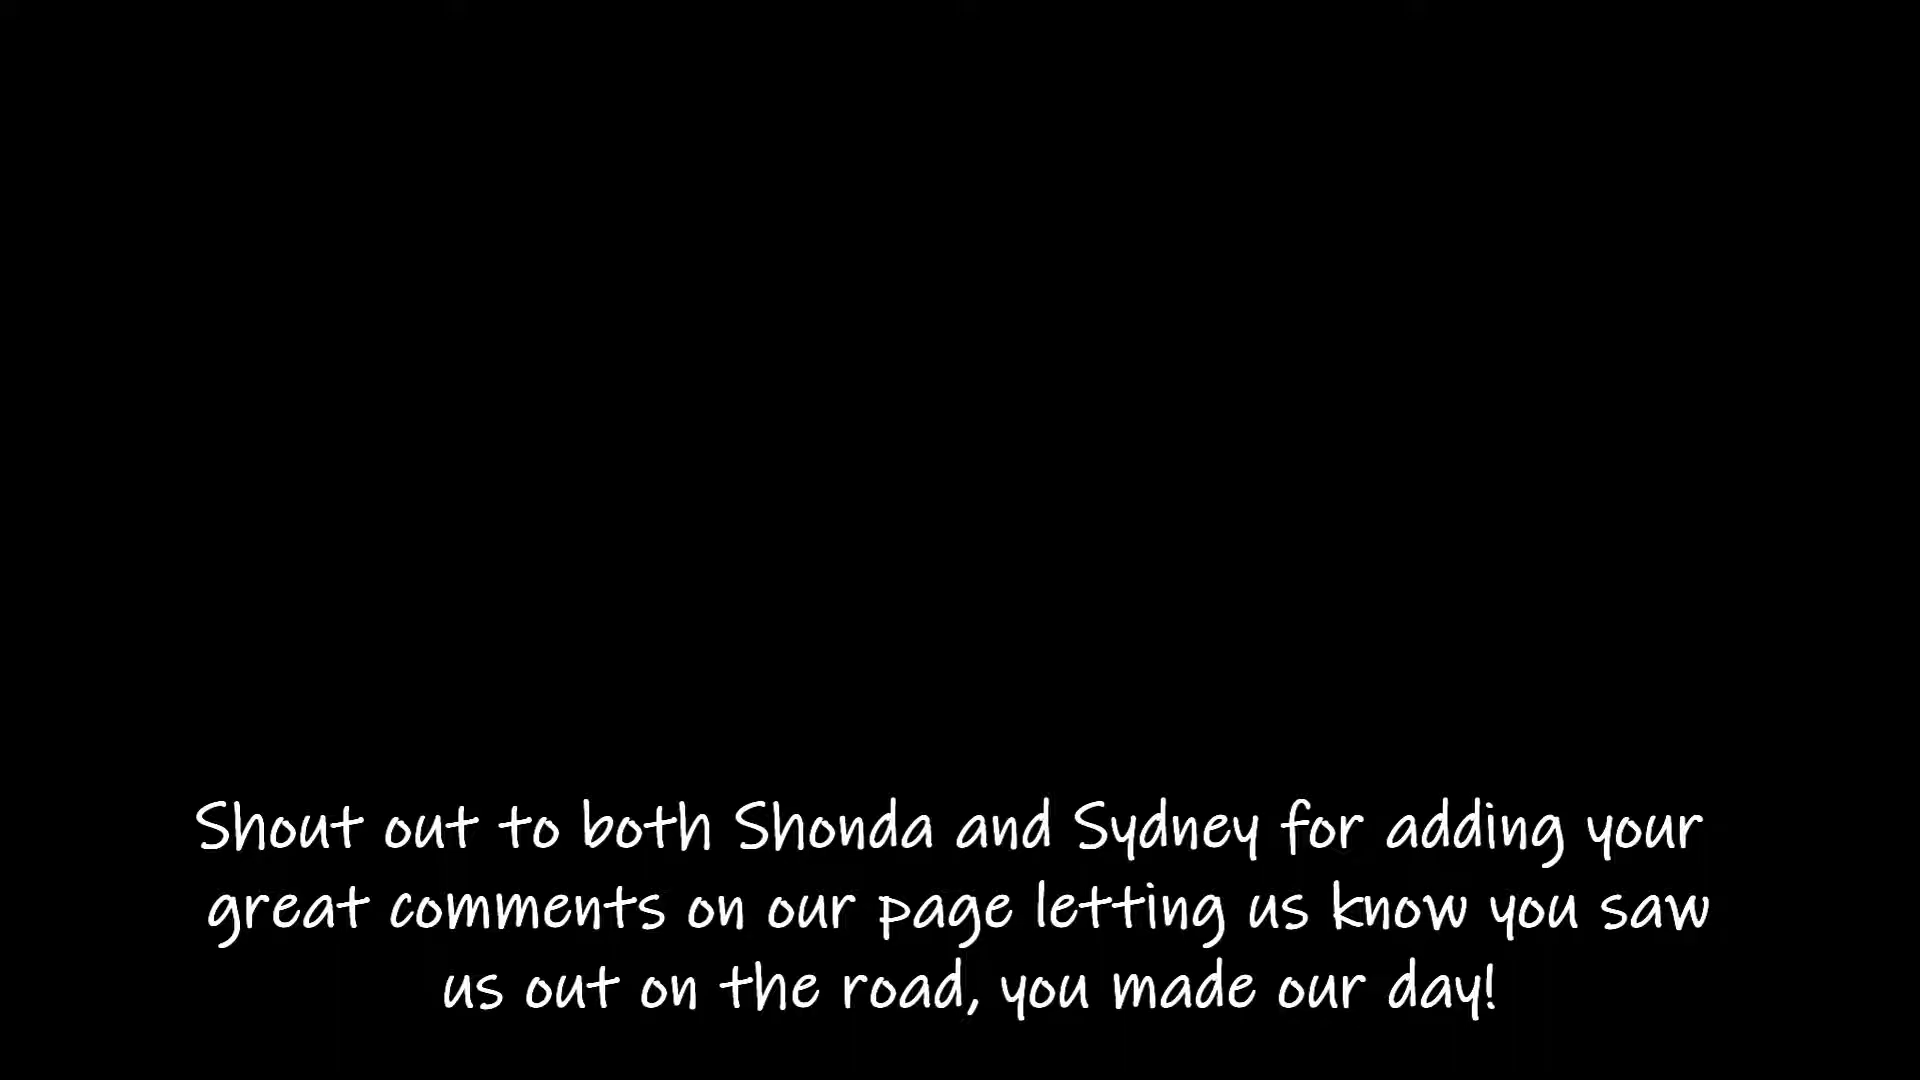 Shout out to both Shonda and Sydney for adding your
great comments on our page letting us know you saw
us out on the road, you made our day!